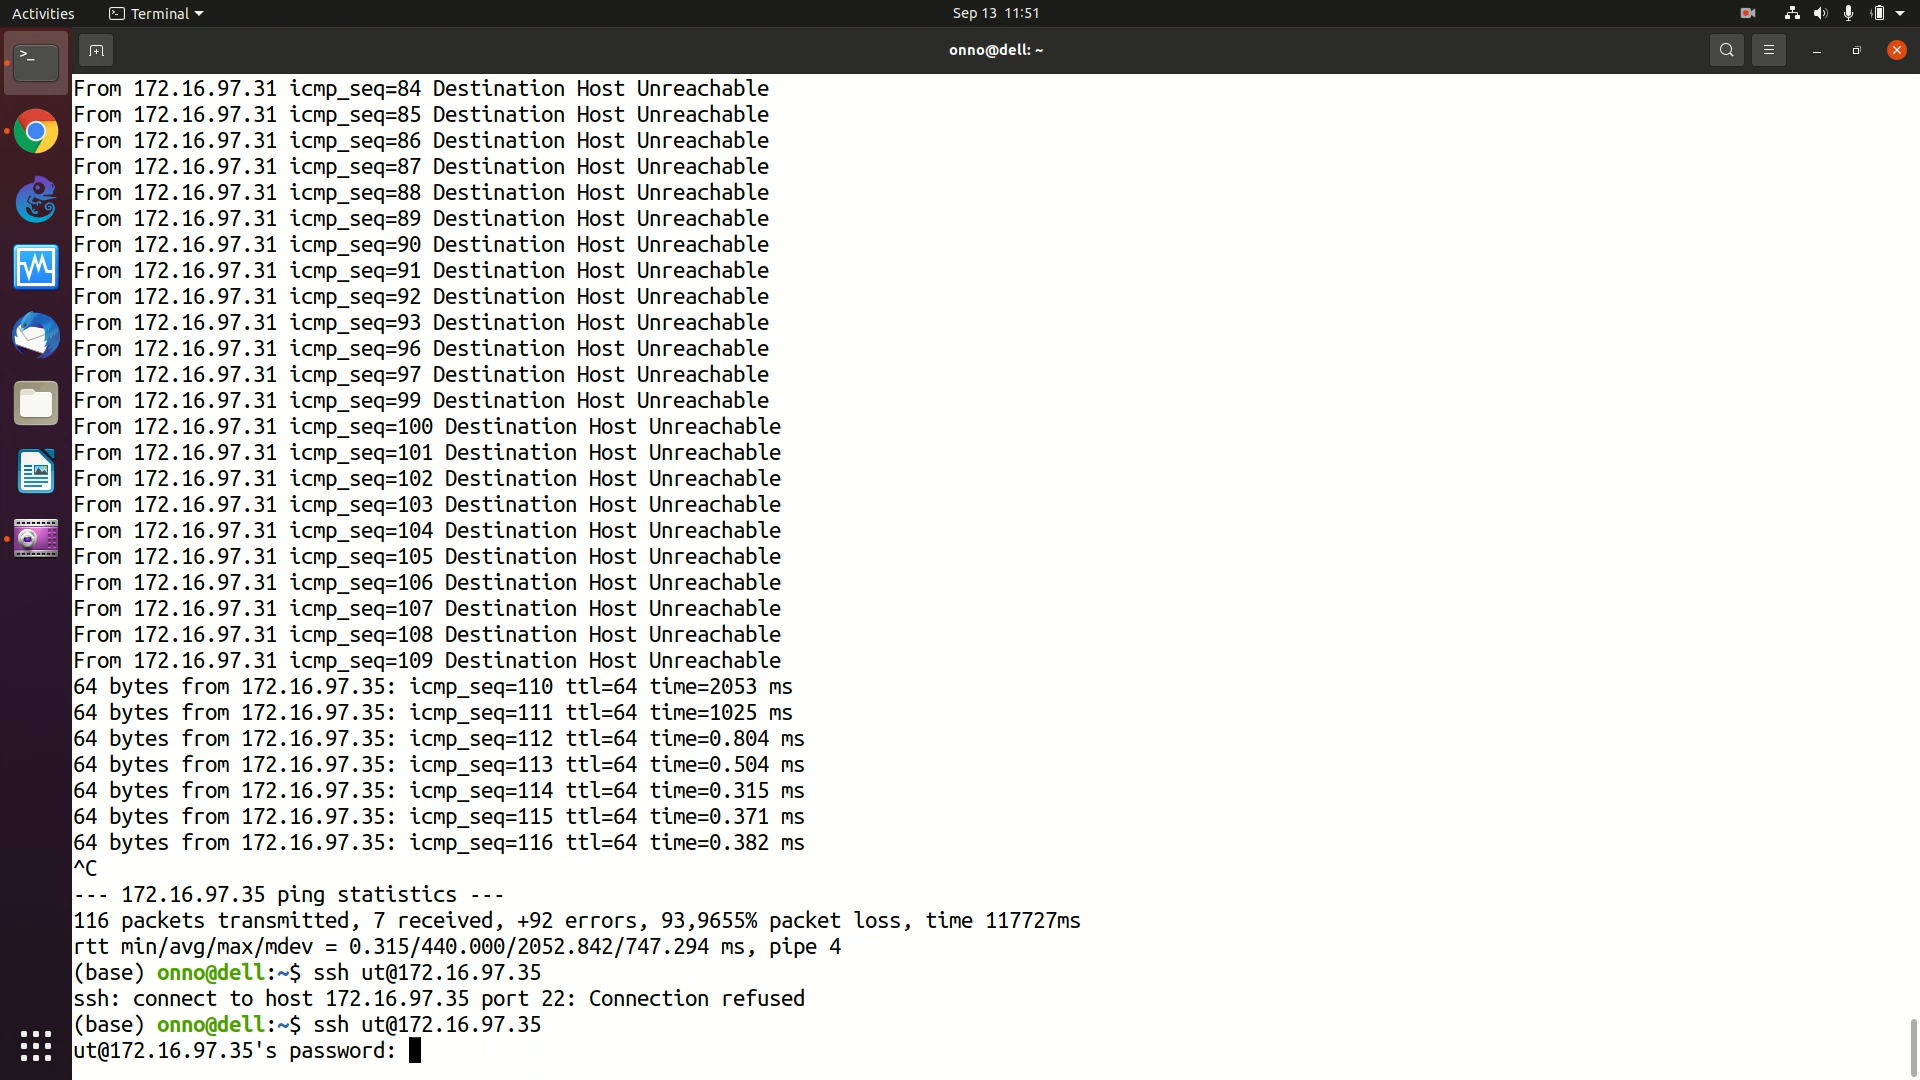 Activities
Terminal
Sep 13 11:51
onno@dell: ~
From 172.16.97.31 icmp_seq=84 Destination Host Unreachable
From 172.16.97.31 icmp_seq=85 Destination Host Unreachable
From 172.16.97.31 icmp_seq=86 Destination Host Unreachable
From 172.16.97.31 icmp_seq=87 Destination Host Unreachable
From 172.16.97.31 icmp_seq=88 Destination Host Unreachable
From 172.16.97.31 icmp_seq=89 Destination Host Unreachable
From 172.16.97.31 icmp_seq=90 Destination Host Unreachable
From 172.16.97.31 icmp_seq=91 Destination Host Unreachable
From 172.16.97.31 icmp_seq=92 Destination Host Unreachable
From 172.16.97.31 icmp_seq=93 Destination Host Unreachable
From 172.16.97.31 icmp_seq=96 Destination Host Unreachable
From 172.16.97.31 icmp_seq=97 Destination Host Unreachable
From 172.16.97.31 icmp_seq=99 Destination Host Unreachable
From 172.16.97.31 icmp_seq=100 Destination Host Unreachable
From 172.16.97.31 icmp_seq=101 Destination Host Unreachable
From 172.16.97.31 icmp_seq=102 Destination Host Unreachable
From 172.16.97.31 icmp_seq=103 Destination Host Unreachable
From 172.16.97.31 icmp_seq=104 Destination Host Unreachable
From 172.16.97.31 icmp_seq=105 Destination Host Unreachable
From 172.16.97.31 icmp_seq=106 Destination Host Unreachable
From 172.16.97.31 icmp_seq=107 Destination Host Unreachable
From 172.16.97.31 icmp_seq=108 Destination Host Unreachable
From 172.16.97.31 icmp_seq=109 Destination Host Unreachable
64 bytes from 172.16.97.35: icmp_seq=110 ttl=64 time=2053 ms
64 bytes from 172.16.97.35: icmp_seq=111 ttl=64 time=1025 ms
64 bytes from 172.16.97.35: icmp_seq=112 ttl=64 time=0.804 ms
64 bytes from 172.16.97.35: icmp_seq=113 ttl=64 time=0.504 ms
64 bytes from 172.16.97.35: icmp_seq=114 ttl=64 time=0.315 ms
64 bytes from 172.16.97.35: icmp_seq=115 ttl=64 time=0.371 ms
64 bytes from 172.16.97.35: icmp_seq=116 ttl=64 time=0.382 ms
^C
--- 172.16.97.35 ping statistics ---
116 packets transmitted, 7 received, +92 errors, 93,9655% packet loss, time 117727ms
rtt min/avg/max/mdev = 0.315/440.000/2052.842/747.294 ms, pipe 4
(base) onno@dell:~$ ssh ut@172.16.97.35
ssh: connect to host 172.16.97.35 port 22: Connection refused
(base) onno@dell:~$ ssh ut@172.16.97.35
ut@172.16.97.35's password: